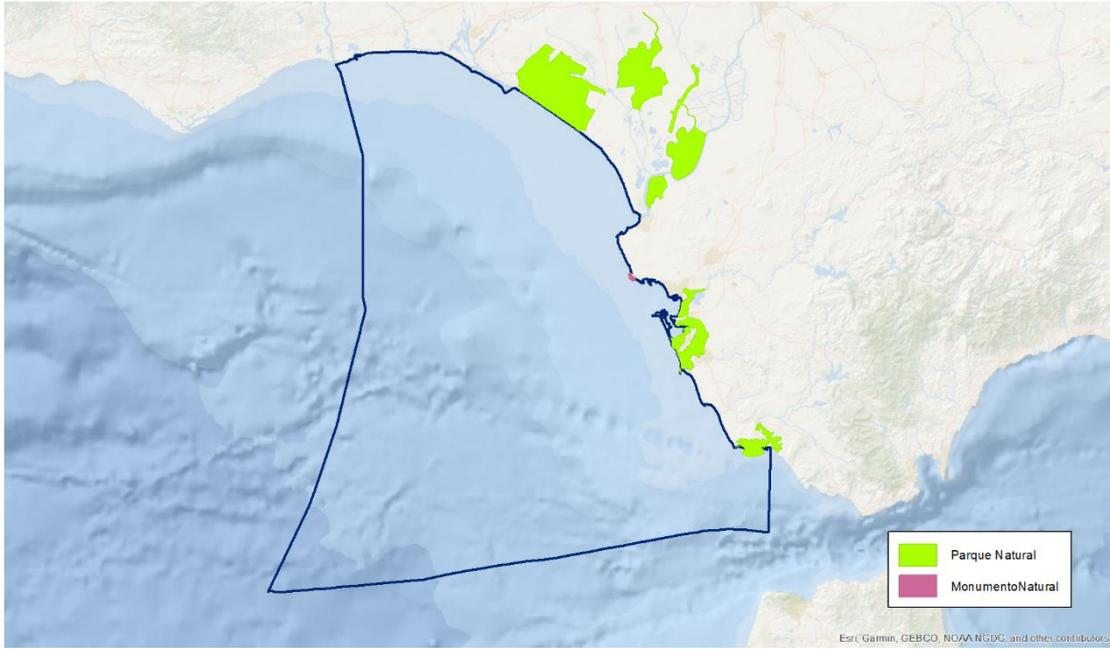 Parque Natural
MonumentoNatural
Esri, Garmin, GEBCO, NOAA NGDC, and other contributors